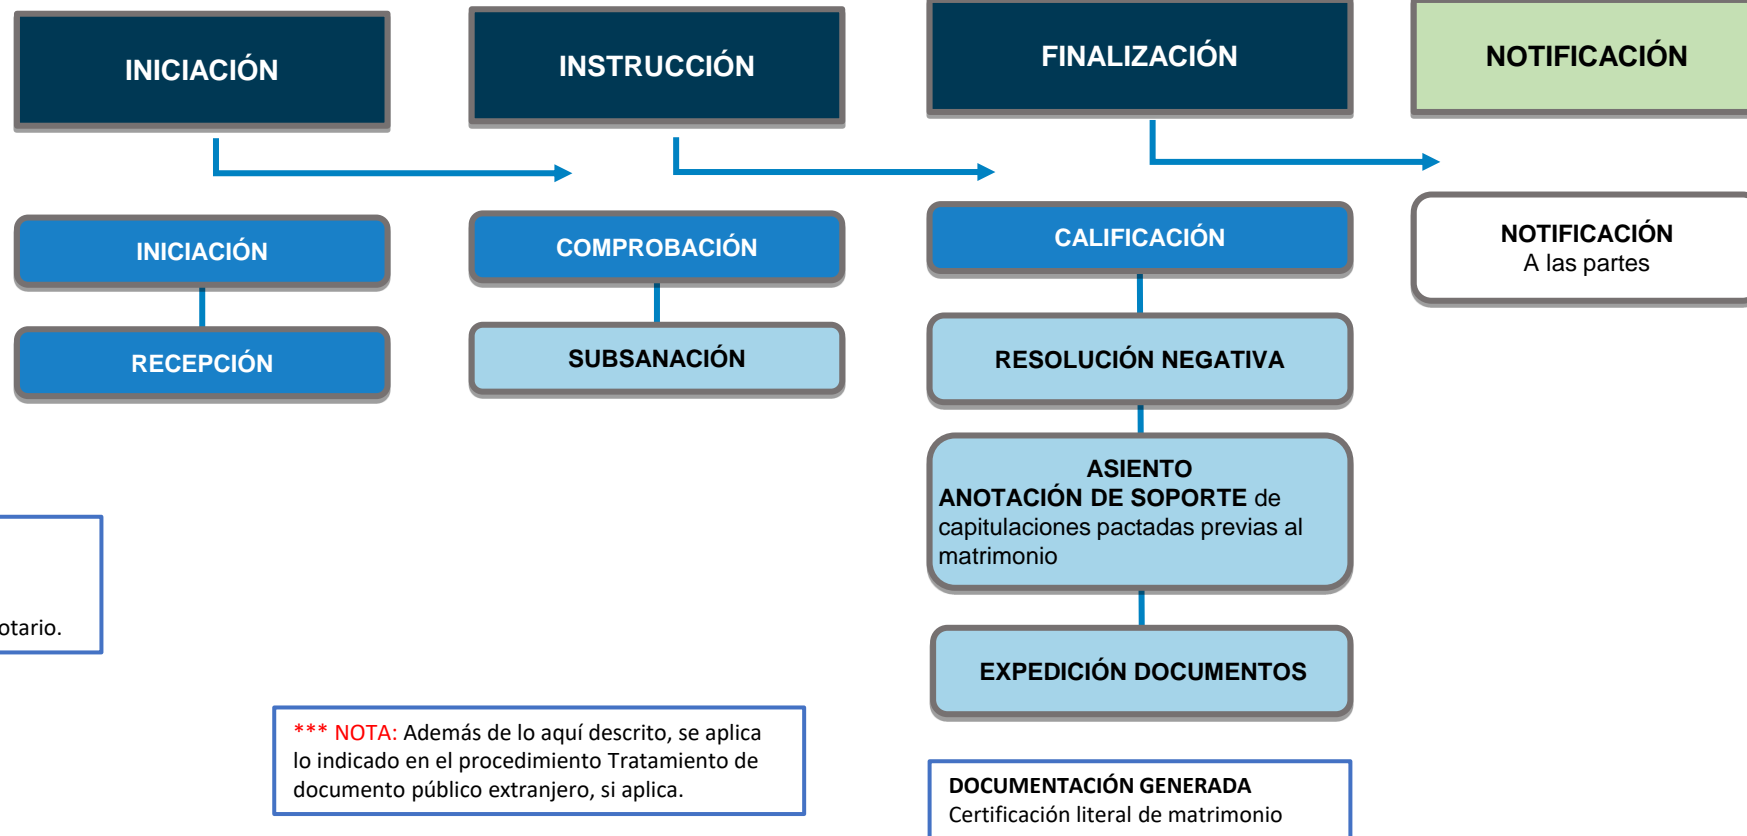 INICIACIÓN
INSTRUCCIÓN
FINALIZACIÓN
NOTIFICACIÓN
INICIACIÓN
RECEPCIÓN
COMPROBACIÓN
SUBSANACIÓN
CALIFICACIÓN
RESOLUCIÓN NEGATIVA
ASIENTO
ANOTACIÓN DE SOPORTE de
capitulaciones pactadas previas al
matrimonio
EXPEDICIÓN DOCUMENTOS
NOTIFICACIÓN
A las partes
otario.
*** NOTA: Además de lo aquí descrito, se aplica
lo indicado en el procedimiento Tratamiento de
documento público extranjero, si aplica.
DOCUMENTACIÓN GENERADA
Certificación literal de matrimonio